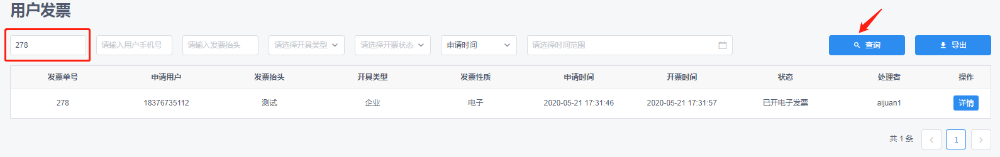 用户发票
278 请输入用户手机号 请输入发票抬头 请选择开具类型 请选择开票状态 申请时间 请选择时间范围 查询 导出
发票单号 申请用户 发票抬头 开具类型 发票性质 申请时间 开票时间 状态 处理者 操作
278 18376735112 测试 企业 电子 2020-05-21 17:31:46 2020-05-21 17:31:57 已开电子发票 aijuan1 详情
共 1 条 1